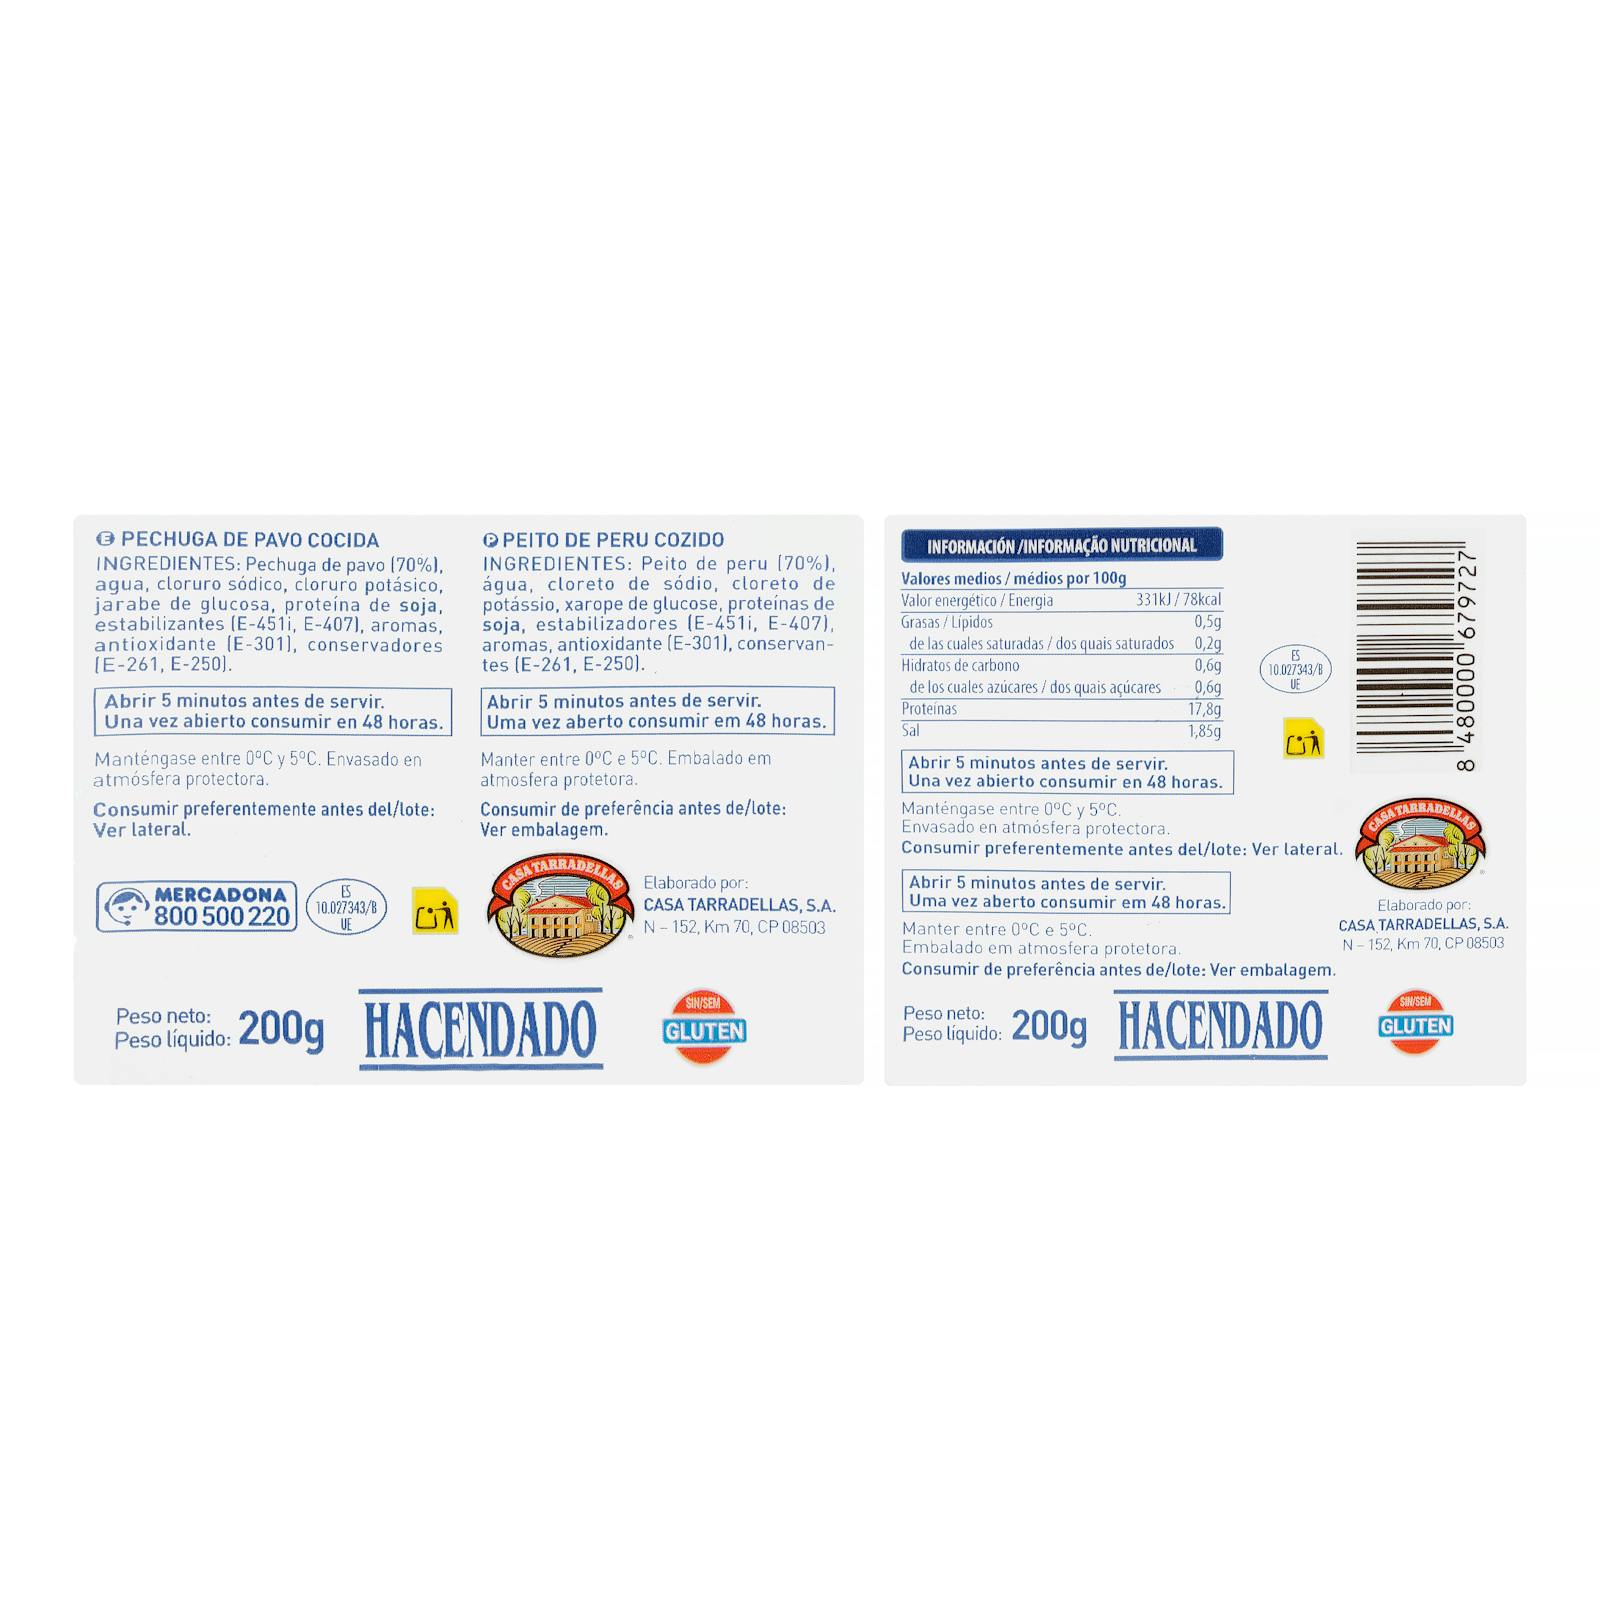 E PECHUGA DE PAVO COCIDA
INGREDIENTES: Pechuga de pavo (70%),
agua, cloruro sódico, cloruro potásico,
jarabe de glucosa, proteína de soja,
estabilizantes (E-451i, E-407), aromas,
antioxidante (E-301), conservadores
(E-261, E-250).
Abrir 5 minutos antes de servir.
Una vez abierto consumir en 48 horas.
Manténgase entre 0ºC y 5ºC. Envasado en
atmósfera protectora.
Consumir preferentemente antes del/lote:
Ver lateral.
P PEITO DE PERU COZIDO
INGREDIENTES: Peito de peru (70%),
água, cloreto de sódio, cloreto de
potássio, xarope de glucose, proteínas de
soja, estabilizadores (E-451i, E-407),
aromas, antioxidante (E-301), conservan-
tes (E-261, E-250).
Abrir 5 minutos antes de servir.
Uma vez aberto consumir em 48 horas.
Manter entre 0ºC e 5ºC. Embalado em
atmosfera protetora.
Consumir de preferência antes de/lote:
Ver embalagem.
MERCADONA
800 500 220
ES
10.027343/B
UE
CASA TARRADELLAS
Elaborado por:
CASA TARRADELLAS, S.A.
N – 152, Km 70, CP 08503
Peso neto:
Peso líquido: 200g
HACENDADO
SIN/SEM
GLUTEN
INFORMACIÓN /INFORMAÇÃO NUTRICIONAL
Valores medios / médios por 100g
Valor energético / Energia 331kJ / 78kcal
Grasas / Lípidos 0,5g
de las cuales saturadas / dos quais saturados 0,2g
Hidratos de carbono 0,6g
de los cuales azúcares / dos quais açúcares 0,6g
Proteínas 17,8g
Sal 1,85g
Abrir 5 minutos antes de servir.
Una vez abierto consumir en 48 horas.
Manténgase entre 0ºC y 5ºC.
Envasado en atmósfera protectora.
Consumir preferentemente antes del/lote: Ver lateral.
Abrir 5 minutos antes de servir.
Uma vez aberto consumir em 48 horas.
Manter entre 0ºC e 5ºC.
Embalado em atmosfera protetora.
Consumir de preferência antes de/lote: Ver embalagem.
ES
10.027343/B
UE
8 480000 679727
CASA TARRADELLAS
Elaborado por:
CASA TARRADELLAS, S.A.
N – 152, Km 70, CP 08503
Peso neto:
Peso líquido: 200g
HACENDADO
SIN/SEM
GLUTEN